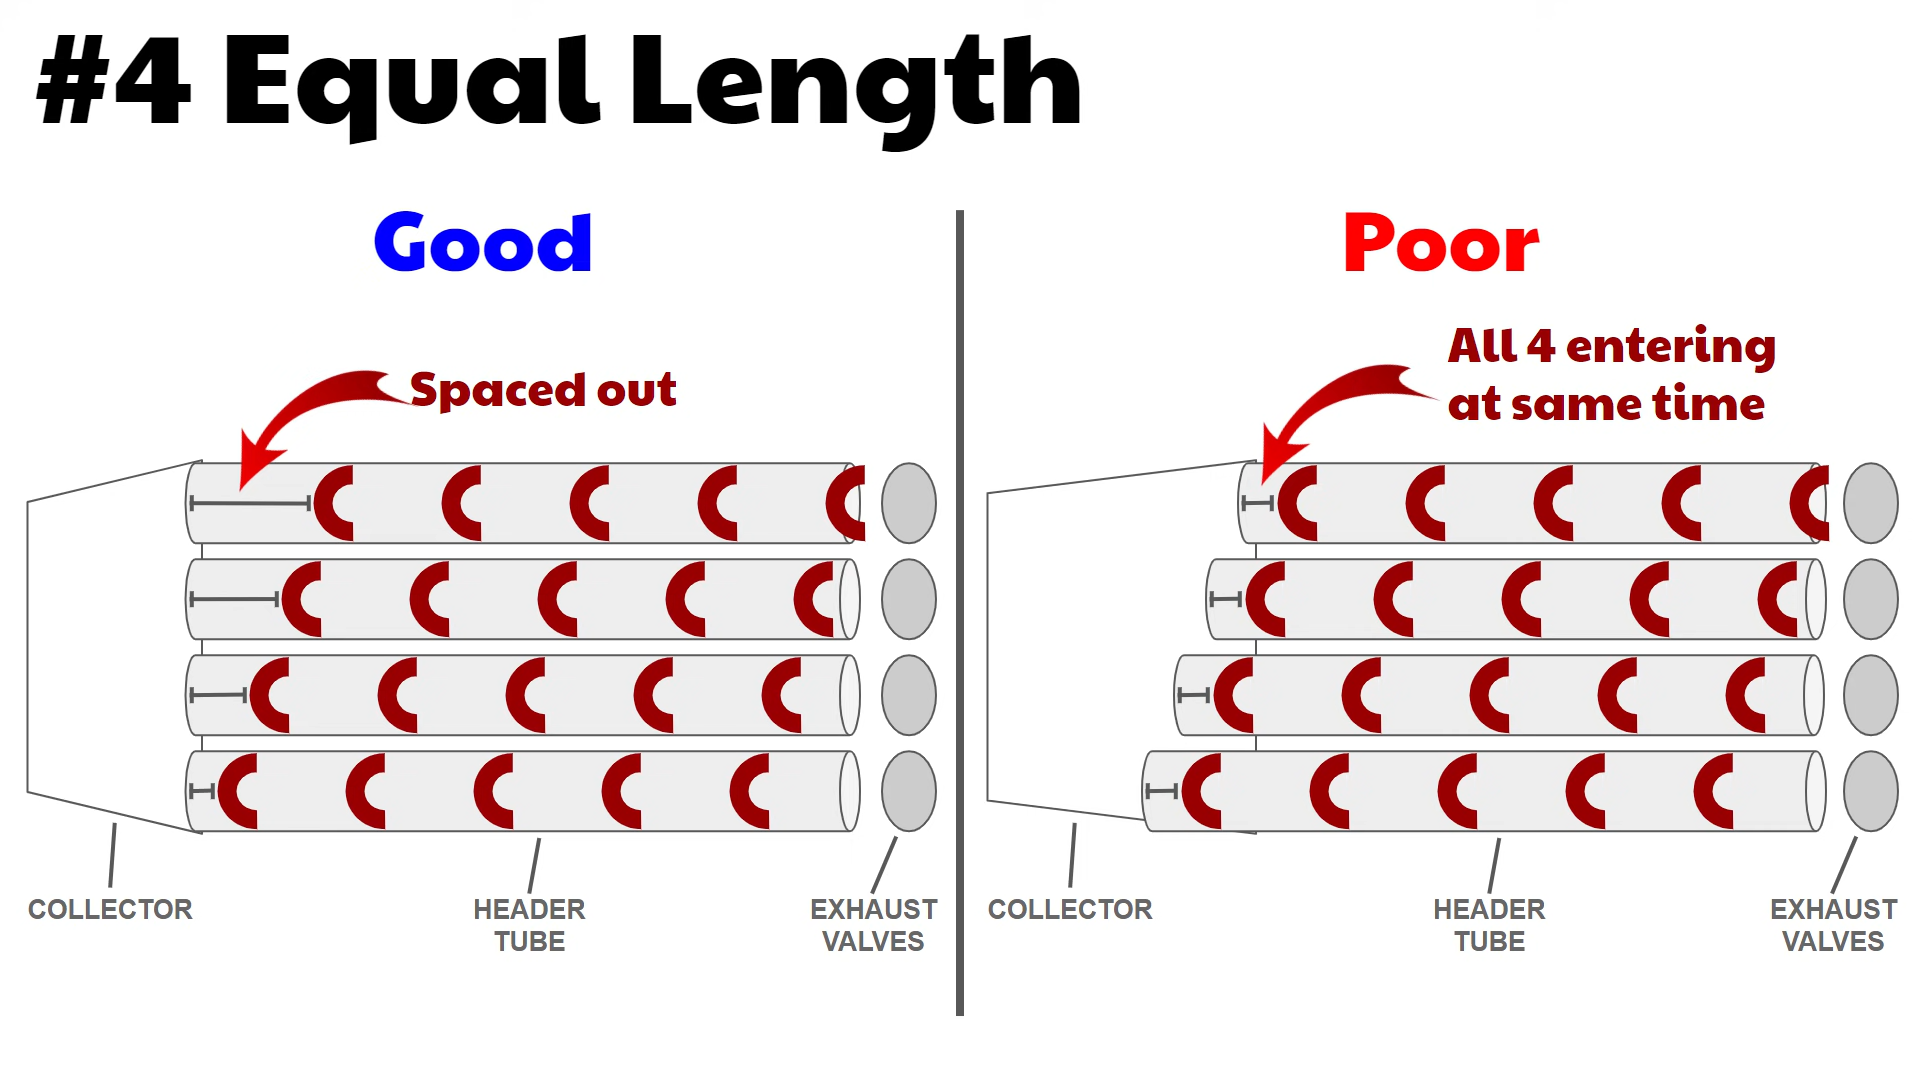 #4 Equal Length
Good
Spaced out
COLLECTOR
HEADER
TUBE
EXHAUST
VALVES
Poor
All 4 entering
at same time
COLLECTOR
HEADER
TUBE
EXHAUST
VALVES